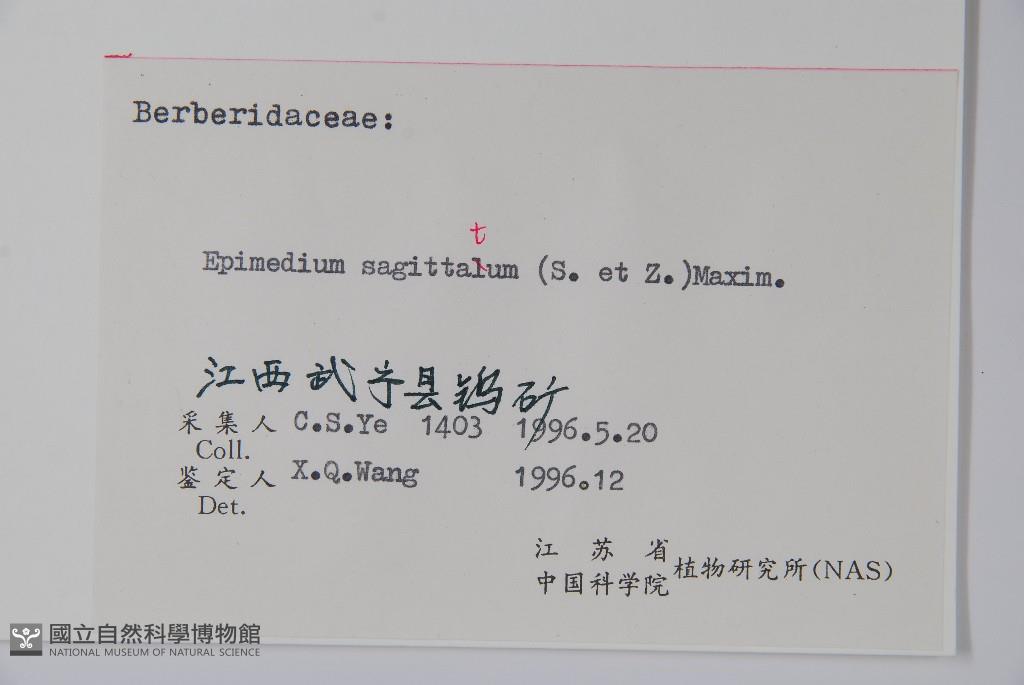 Berberidaceae:
t
Epimedium sagittalum (S. et Z.)Maxim.
江西武宁县钨矿
采集人 C.S.Ye 1403 1996.5.20
Coll.
鉴定人 X.Q.Wang 1996.12
Det.
江苏省
中国科学院 植物研究所(NAS)
國立自然科學博物館
NATIONAL MUSEUM OF NATURAL SCIENCE